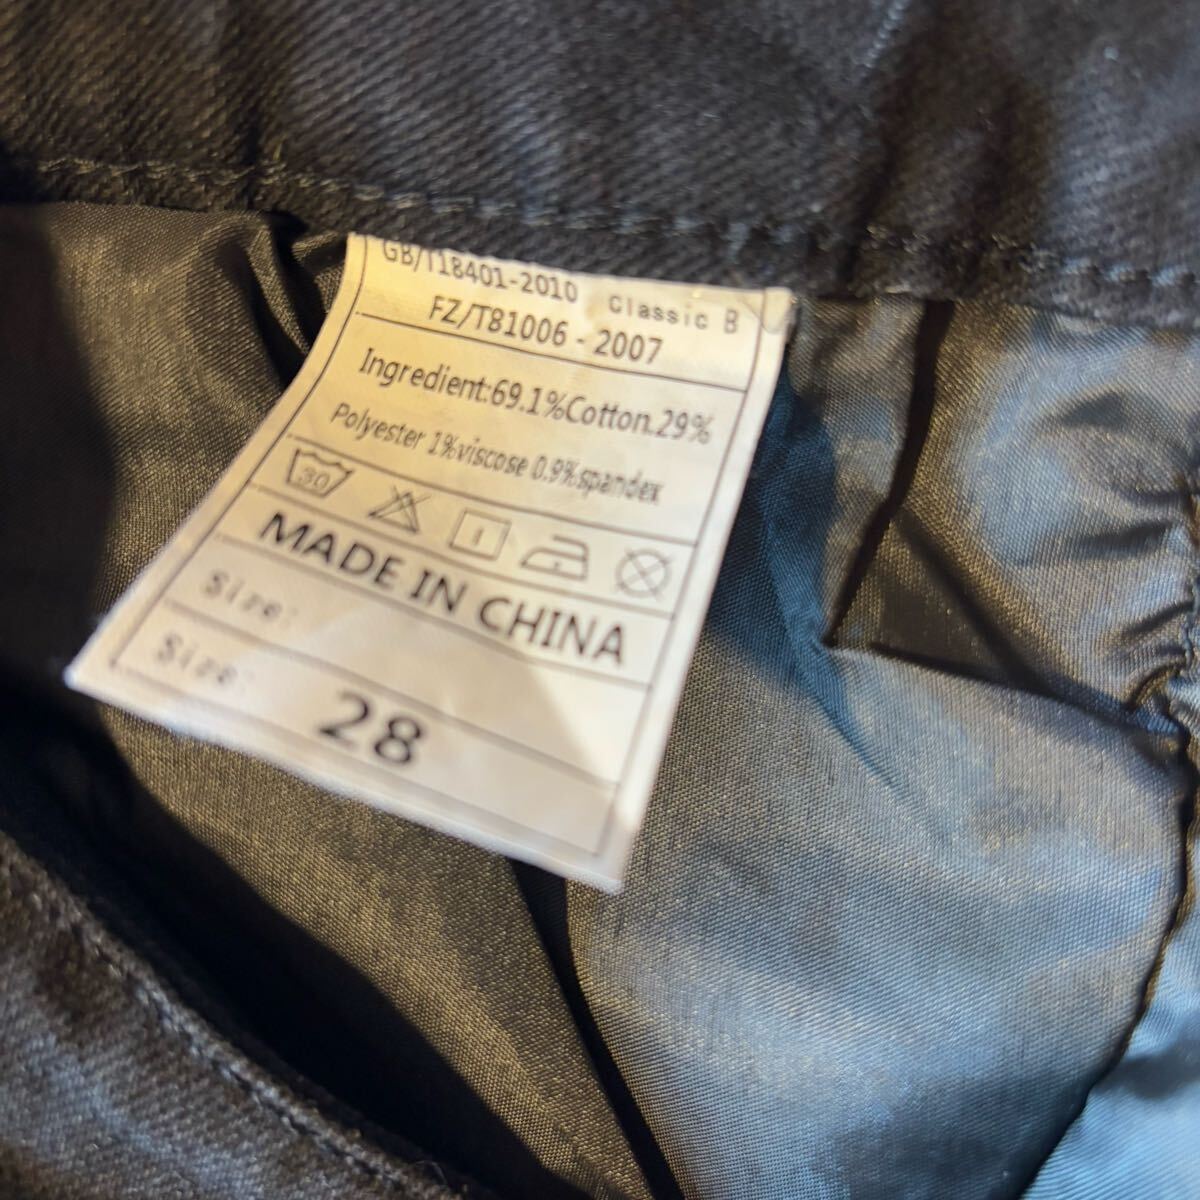 GB/T18401-2010 Classic B
FZ/T81006 - 2007
Ingredient:69.1%Cotton.29%
Polyester 1%viscose 0.9%spandex
30
MADE IN CHINA
Size:
Size: 28